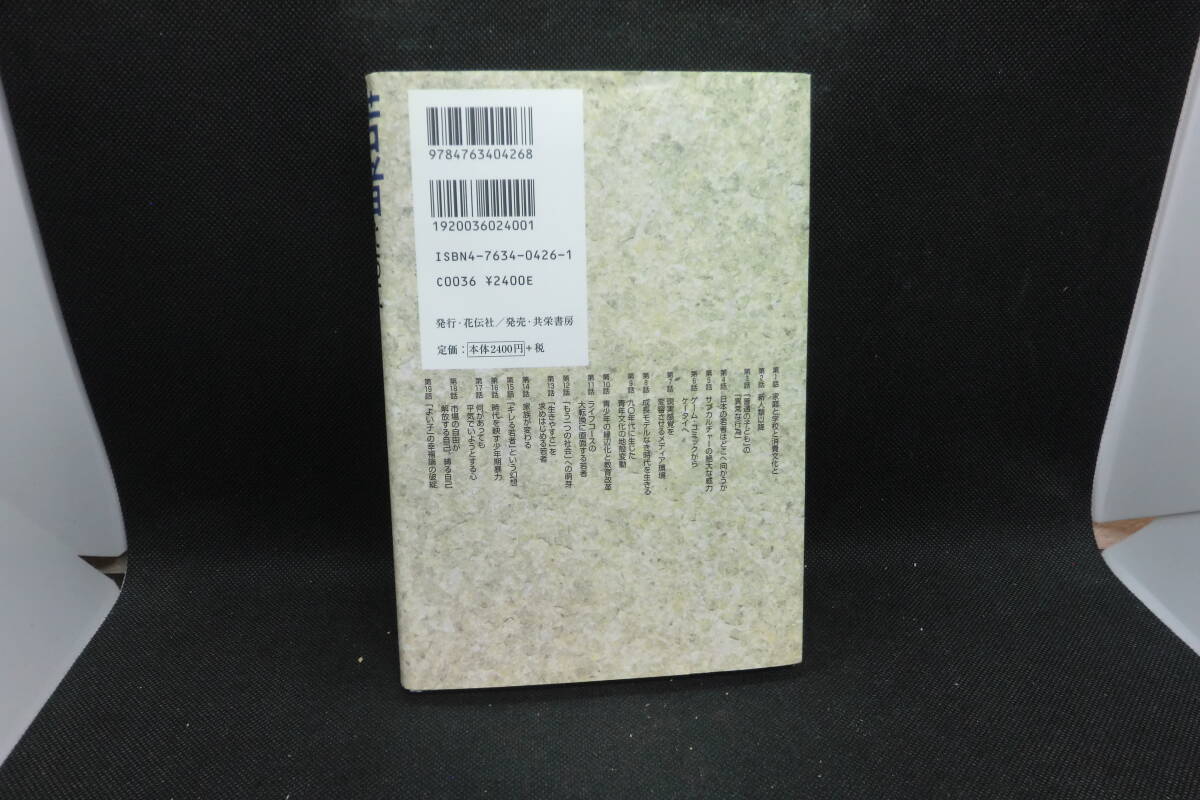 9784763404268
1920036024001
ISBN4-7634-0426-1
C0036 ¥2400E
発行・花伝社／発売・共栄書房
定価：本体2400円+税
第1話 家庭と学校と消費文化と
第2話 新人類以降
第3話 「普通の子ども」の
「異常な行為」
第4話 日本の若者はどこへ向かうか
第5話 サブカルチャーの絶大な威力
第6話 ゲーム・コミックから
ケータイへ
第7話 現実感覚を
変容させるメディア環境
第8話 成長モデルなき時代を生きる
第9話 九〇年代に生じた
青年文化の地殻変動
第10話 青少年の縁辺化と教育改革
第11話 ライフコースの
大転換に直面する若者
第12話 「もう一つの社会」への萌芽
第13話 「生きやすさ」を
求めはじめる若者
第14話 家族が変わる
第15話 「キレる若者」という幻想
第16話 時代を映す少年期暴力
第17話 何があっても
平気でいようとする心
第18話 市場の自由が
解放する自己、縛る自己
第19話 「よい子」の幸福論の破綻